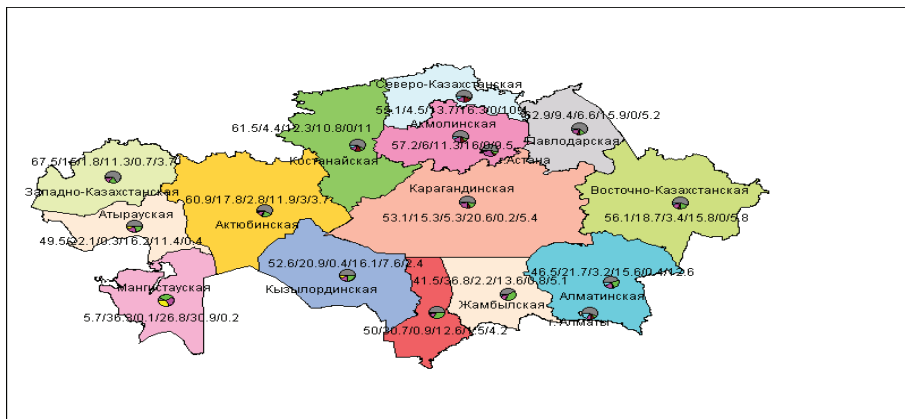 Северо-Казахстанская
55.1/4.5/13.7/16.3/0/10.4
62.9/9.4/6.6/15.9/0/5.2
Акмолинская
61.5/4.4/12.3/10.8/0/11
57.2/6/11.3/16/0/9.5
Павлодарская
г.Астана
Костанайская
67.5/15/1.8/11.3/0.7/3.7
Западно-Казахстанская
Карагандинская
Восточно-Казахстанская
60.9/17.8/2.8/11.9/3/3.7
56.1/18.7/3.4/15.8/0/5.8
Атырауская
53.1/15.3/5.3/20.6/0.2/5.4
Актюбинская
49.5/22.1/0.3/16.2/11.4/0.4
52.6/20.9/0.4/16.1/7.6/2.4
46.5/21.7/3.2/15.6/0.4/12.6
41.5/36.8/2.2/13.6/0.8/5.1
Мангистауская
Кызылординская
Алматинская
Жамбылская
5.7/36.3/0.1/26.8/30.9/0.2
г.Алматы
50/30.7/0.9/12.6/1.5/4.2